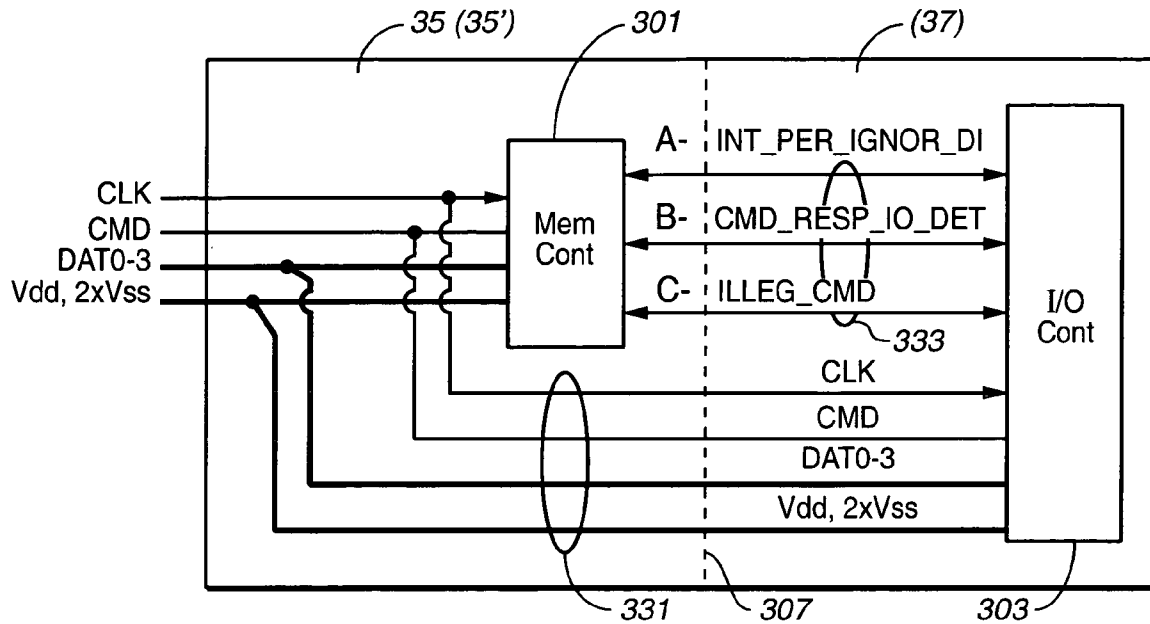 35 (35')
301
(37)
A- INT_PER_IGNOR_DI
CLK
CMD
B- CMD_RESP_IO_DET
Mem
Cont
DAT0-3
Vdd, 2xVss
C- ILLEG_CMD
I/O
Cont
333
CLK
CMD
DAT0-3
Vdd, 2xVss
331
307
303